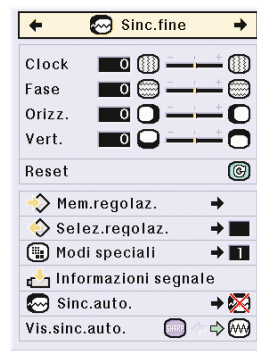 Sinc.fine
Clock 0
Fase 0
Orizz. 0
Vert. 0
Reset
Mem.regolaz.
Selez.regolaz.
Modi speciali 1
Informazioni segnale
Sinc.auto.
Vis.sinc.auto.